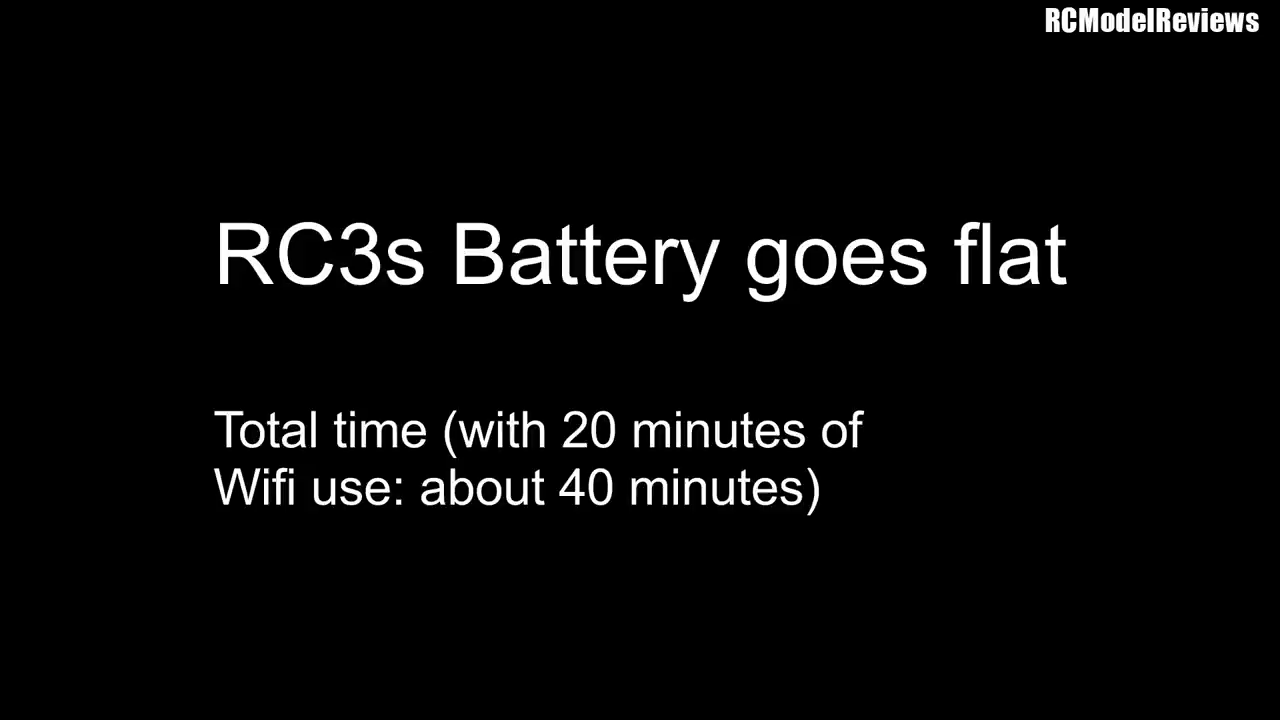 RCModelReviews
RC3s Battery goes flat
Total time (with 20 minutes of
Wifi use: about 40 minutes)